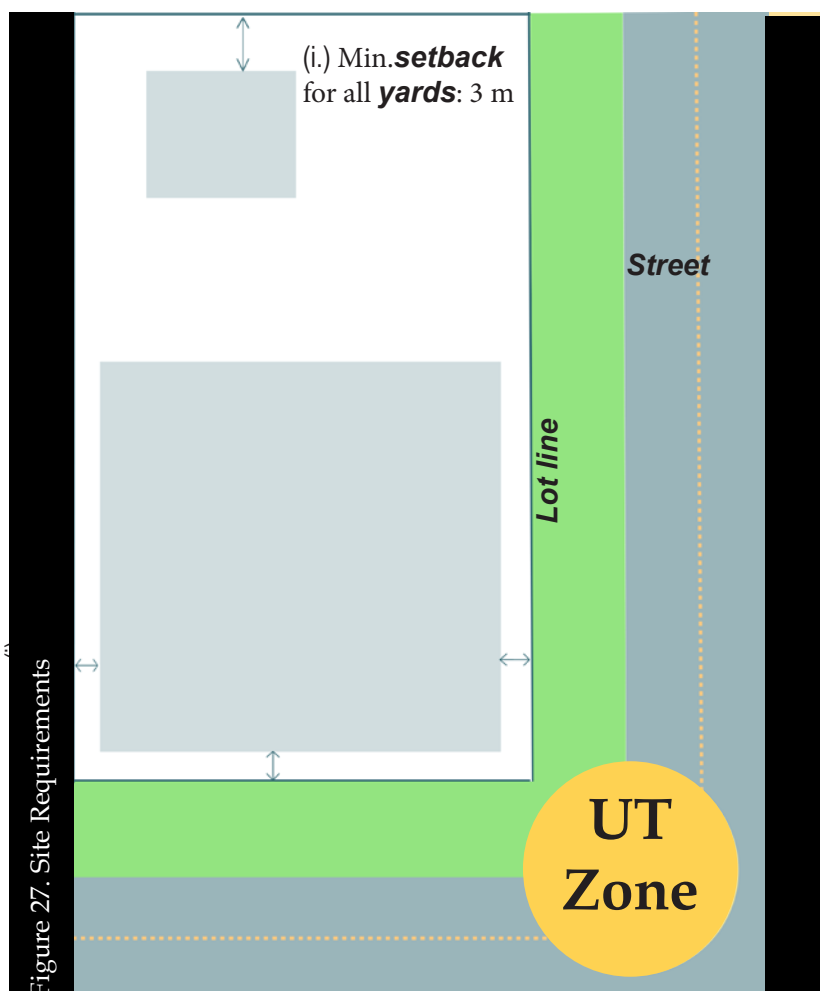 (i.) Min.setback
for all yards: 3 m
Street
Lot line
UT
Zone
Figure 27. Site Requirements